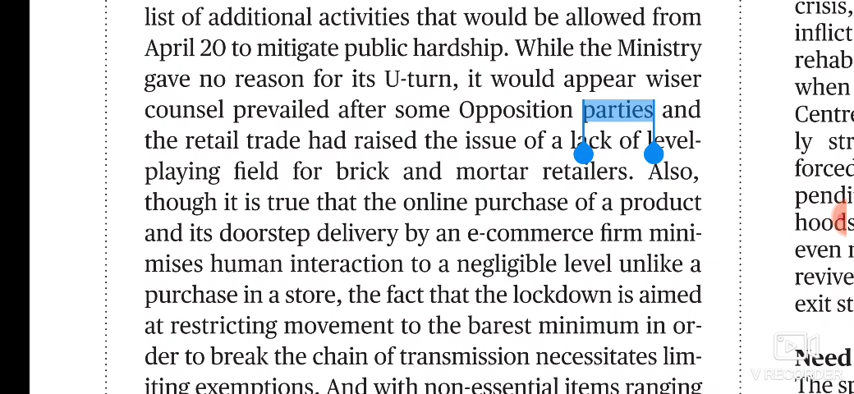 list of additional activities that would be allowed from
April 20 to mitigate public hardship. While the Ministry
gave no reason for its U-turn, it would appear wiser
counsel prevailed after some Opposition parties and
the retail trade had raised the issue of a lack of level-
playing field for brick and mortar retailers. Also,
though it is true that the online purchase of a product
and its doorstep delivery by an e-commerce firm mini-
mises human interaction to a negligible level unlike a
purchase in a store, the fact that the lockdown is aimed
at restricting movement to the barest minimum in or-
der to break the chain of transmission necessitates lim-
iting exemptions. And with non-essential items ranging
crisis,
inflict
rehab
when
Centre
ly str
forced
pendi
hoods
even
revive
exit st
Need
The sp
V RECORDER